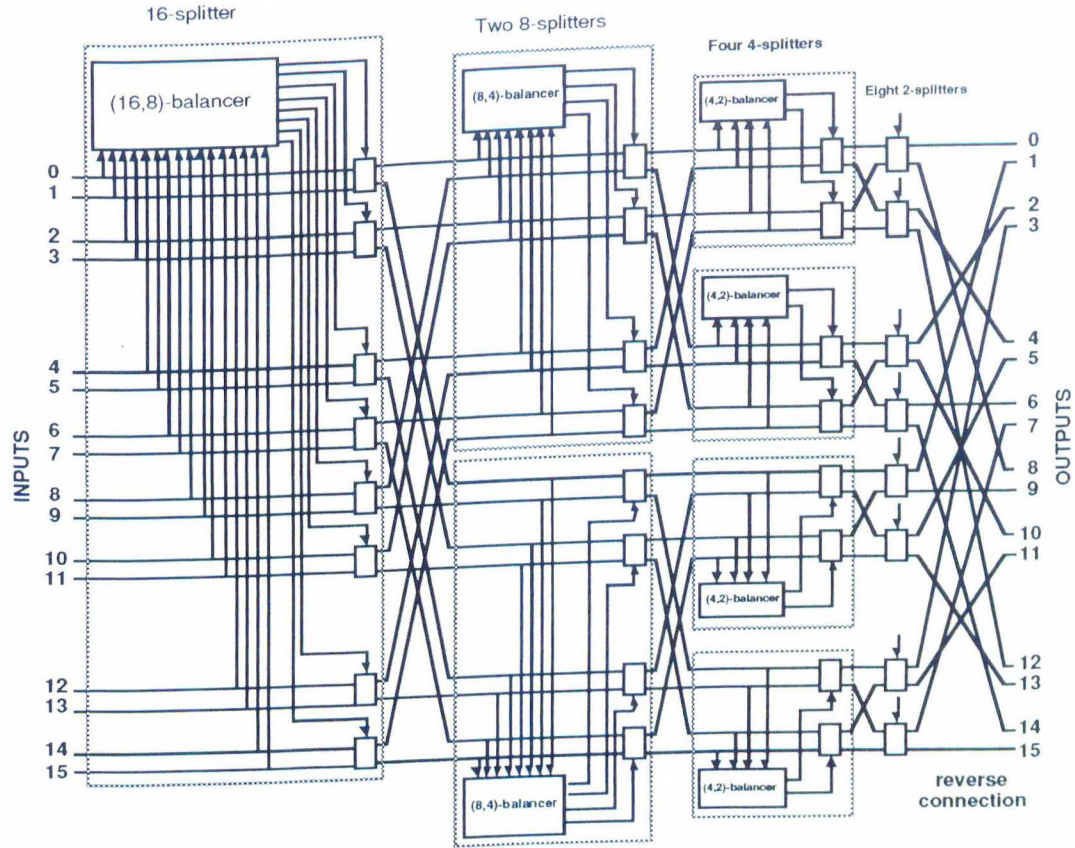 16-splitter
Two 8-splitters
Four 4-splitters
Eight 2-splitters
(16,8)-balancer
(8,4)-balancer
(4,2)-balancer
(4,2)-balancer
(4,2)-balancer
(4,2)-balancer
(8,4)-balancer
INPUTS
0
1
2
3
4
5
6
7
8
9
10
11
12
13
14
15
0
1
2
3
4
5
6
7
8
9
10
11
12
13
14
15
OUTPUTS
reverse
connection